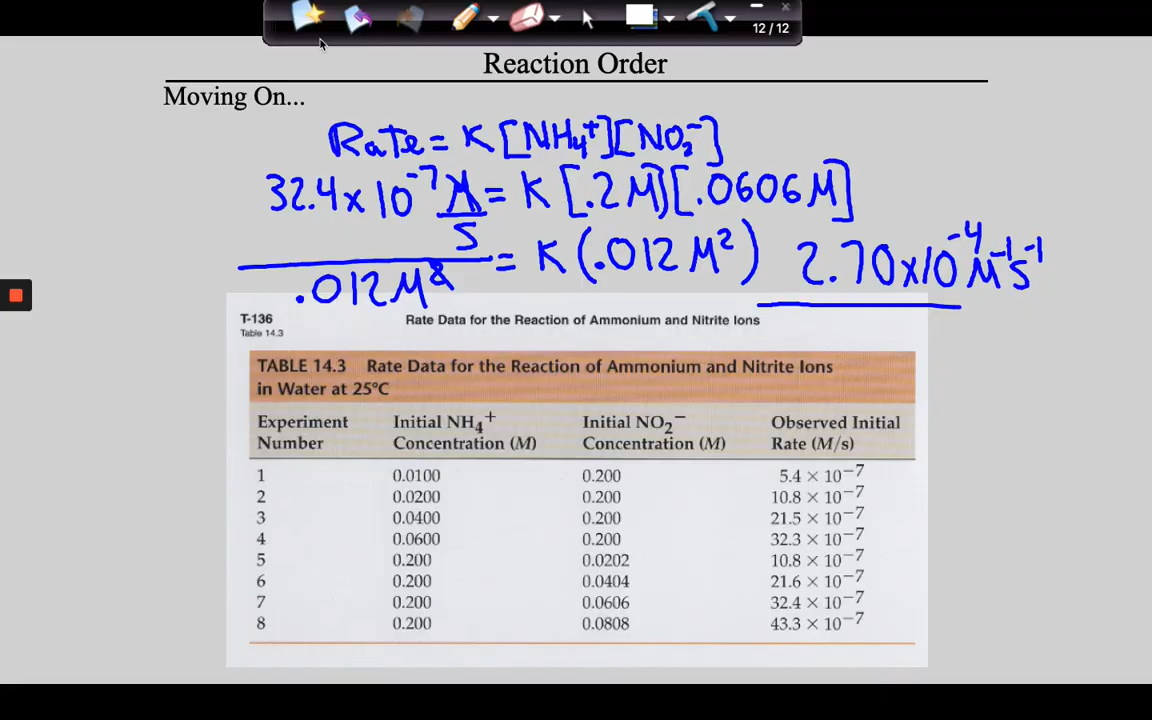 12/12
Reaction Order
Moving On...
Rate = K [NH₄⁺][NO₂⁻]
32.4 x 10⁻⁷ M/S = K [.2 M][.0606 M]
/.012 M² = K (.012 M²) 2.70 x 10⁻⁴ M⁻¹s⁻¹
T-136
Table 14.3
Rate Data for the Reaction of Ammonium and Nitrite Ions
TABLE 14.3 Rate Data for the Reaction of Ammonium and Nitrite Ions
in Water at 25°C
Experiment Number Initial NH₄⁺ Concentration (M) Initial NO₂⁻ Concentration (M) Observed Initial Rate (M/s)
1 0.0100 0.200 5.4 × 10⁻⁷
2 0.0200 0.200 10.8 × 10⁻⁷
3 0.0400 0.200 21.5 × 10⁻⁷
4 0.0600 0.200 32.3 × 10⁻⁷
5 0.200 0.0202 10.8 × 10⁻⁷
6 0.200 0.0404 21.6 × 10⁻⁷
7 0.200 0.0606 32.4 × 10⁻⁷
8 0.200 0.0808 43.3 × 10⁻⁷